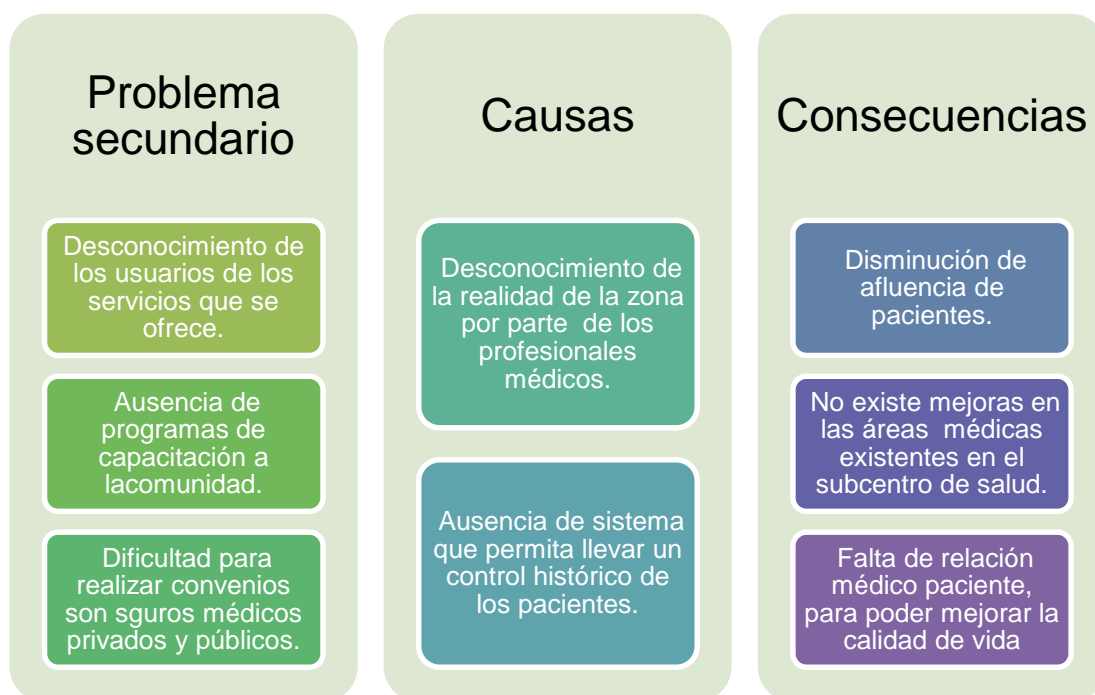 Problema
secundario
Desconocimiento de
los usuarios de los
servicios que se
ofrece.
Ausencia de
programas de
capacitación a
lacomunidad.
Dificultad para
realizar convenios
son sguros médicos
privados y públicos.
Causas
Desconocimiento de
la realidad de la zona
por parte de los
profesionales
médicos.
Ausencia de sistema
que permita llevar un
control histórico de
los pacientes.
Consecuencias
Disminución de
afluencia de
pacientes.
No existe mejoras en
las áreas médicas
existentes en el
subcentro de salud.
Falta de relación
médico paciente,
para poder mejorar la
calidad de vida